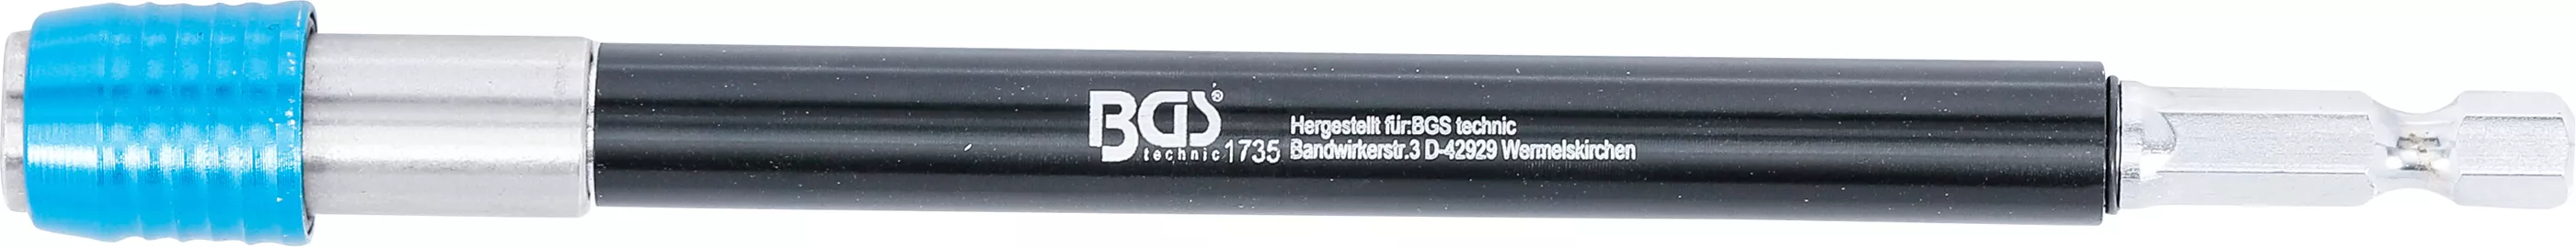 BGS®
technic 1735
Hergestellt für:BGS technic
Bandwirkerstr.3 D-42929 Wermelskirchen